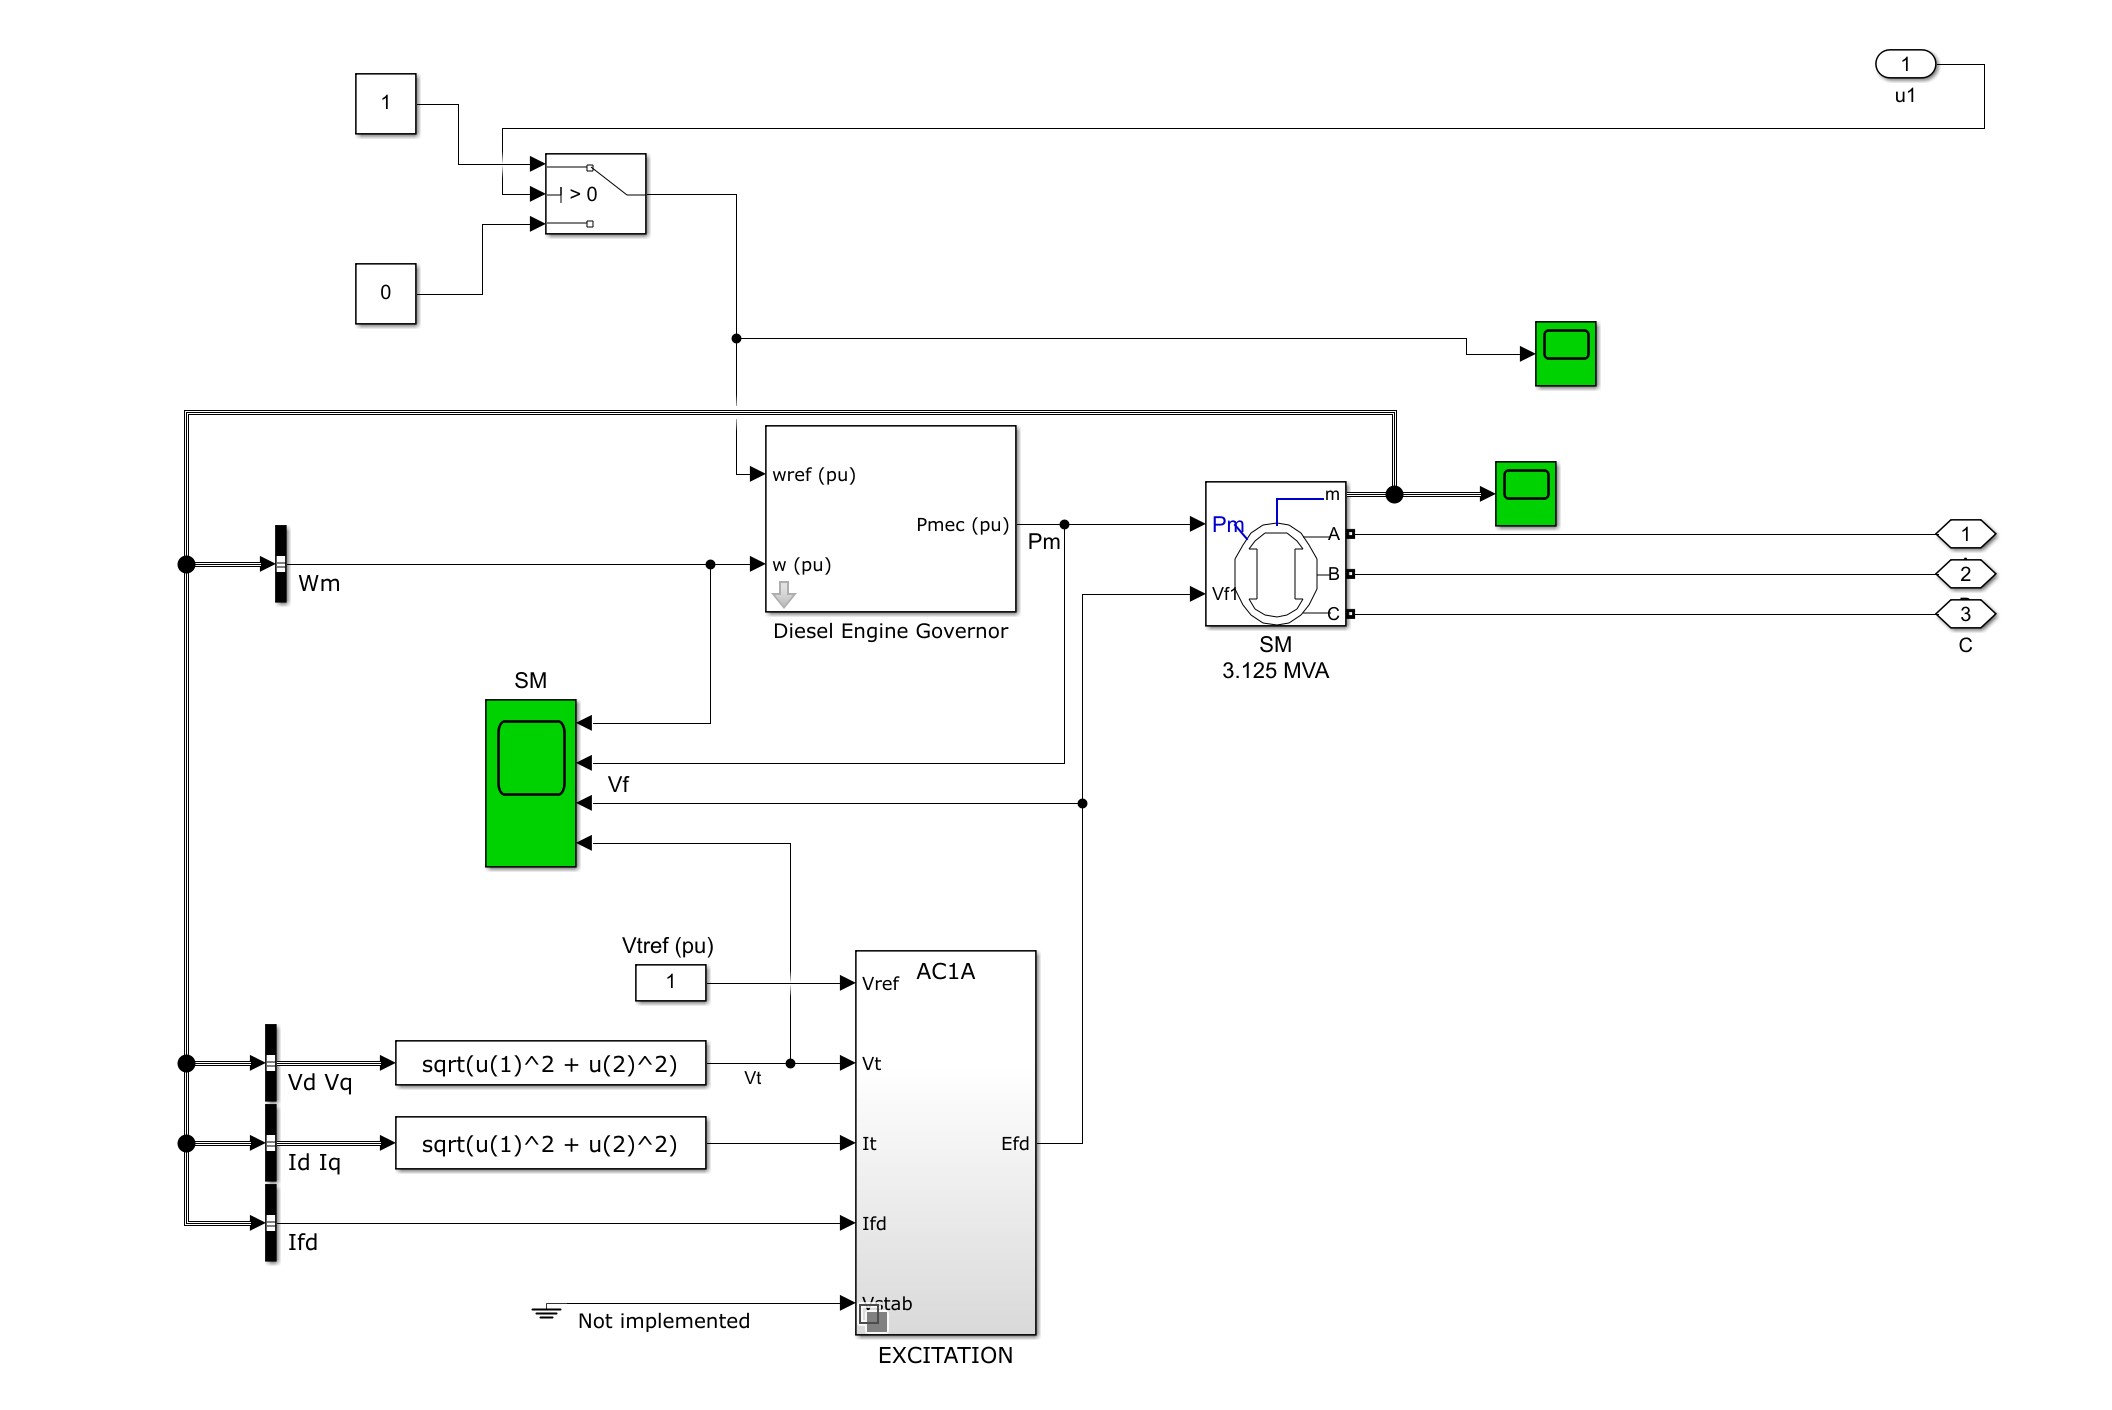 1
u1
1
> 0
0
wref (pu)
Pmec (pu)
w (pu)
Diesel Engine Governor
Pm
Wm
Pm
Vf1
m
A
B
C
SM
3.125 MVA
1
2
3
C
SM
Vf
Vtref (pu)
1
AC1A
Vref
Vt
It
Ifd
Vstab
Efd
EXCITATION
sqrt(u(1)^2 + u(2)^2)
Vt
Vd Vq
sqrt(u(1)^2 + u(2)^2)
Id Iq
Ifd
Not implemented